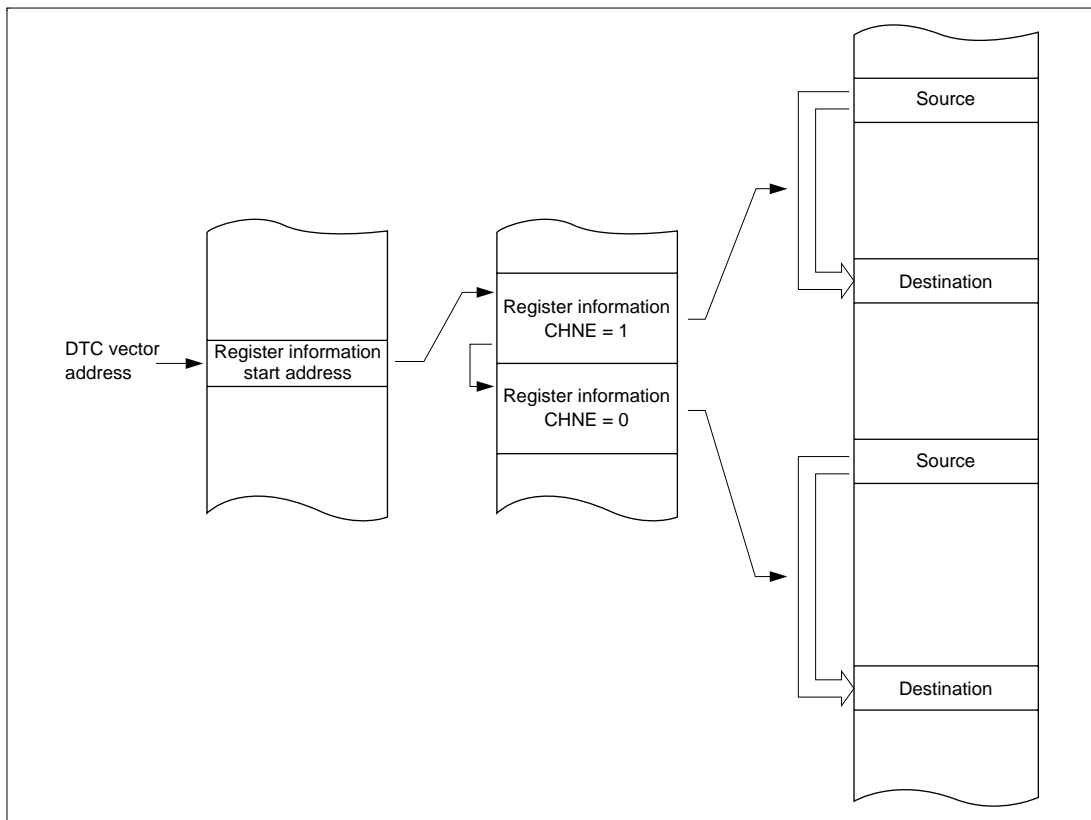 DTC vector
address
Register information
start address
Register information
CHNE = 1
Register information
CHNE = 0
Source
Destination
Source
Destination